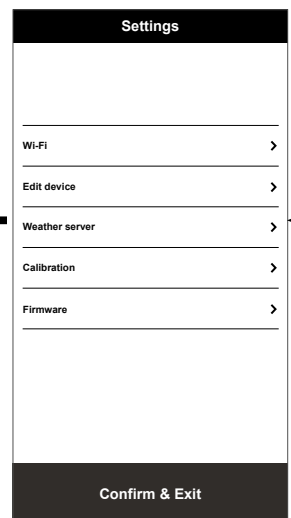 Settings
Wi-Fi
Edit device
Weather server
Calibration
Firmware
Confirm & Exit